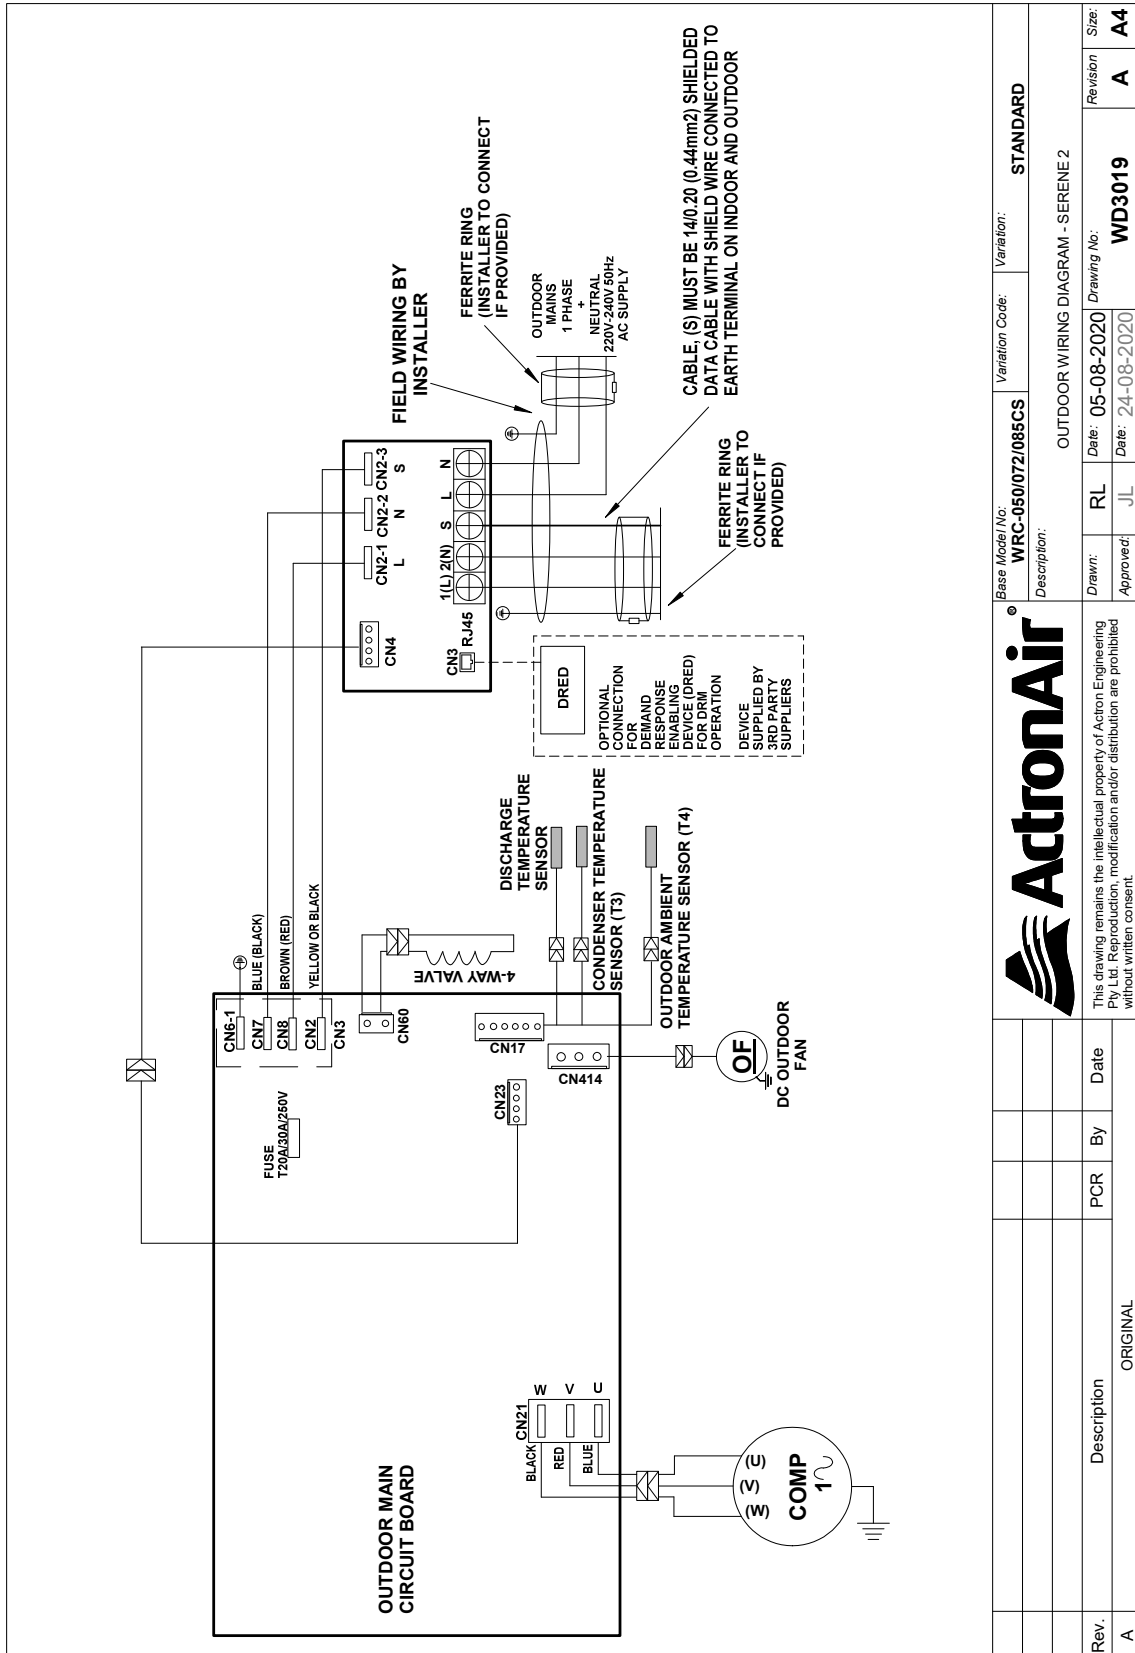 OUTDOOR MAN
CIRCUIT BOARD
FUSE
T20A/30A/250V
CN6-1
CN7
CN8
CN2
CN3
BLUE (BLACK)
BROWN (RED)
YELLOW OR BLACK
CN60
4-WAY VALVE
CN17
CN414
CN23
CN21
W
V
U
BLACK
RED
BLUE
(U)
(V)
(W)
COMP
1
OF
DC OUTDOOR
FAN
DISCHARGE
TEMPERATURE
SENSOR
CONDENSER TEMPERATURE
SENSOR (T3)
OUTDOOR AMBIENT
TEMPERATURE SENSOR (T4)
CN4
CN2-1 CN2-2 CN2-3
L N S
CN3
RJ45
1(L) 2(N) S L N
DRED
OPTIONAL
CONNECTION
FOR
DEMAND
RESPONSE
ENABLING
DEVICE (DRED)
FOR DRM
OPERATION
DEVICE
SUPPLIED BY
3RD PARTY
SUPPLIERS
FIELD WIRING BY
INSTALLER
FERRITE RING
(INSTALLER TO CONNECT
IF PROVIDED)
OUTDOOR
MAINS
1 PHASE
+
NEUTRAL
220V-240V 50Hz
AC SUPPLY
CABLE, (S) MUST BE 14/0.20 (0.44mm2) SHIELDED
DATA CABLE WITH SHIELD WIRE CONNECTED TO
EARTH TERMINAL ON INDOOR AND OUTDOOR
FERRITE RING
(INSTALLER TO
CONNECT IF
PROVIDED)
Rev.
Description
PCR
By
Date
A
ORIGINAL
ActronAir®
This drawing remains the intellectual property of Actron Engineering
Pty Ltd. Reproduction, modification and/or distribution are prohibited
without written consent.
Base Model No:
WRC-050/072/085CS
Variation Code:
Variation:
STANDARD
Description:
OUTDOOR WIRING DIAGRAM - SERENE 2
Drawn: RL
Date: 05-08-2020
Approved: JL
Date: 24-08-2020
Drawing No:
WD3019
Revision
A
Size:
A4